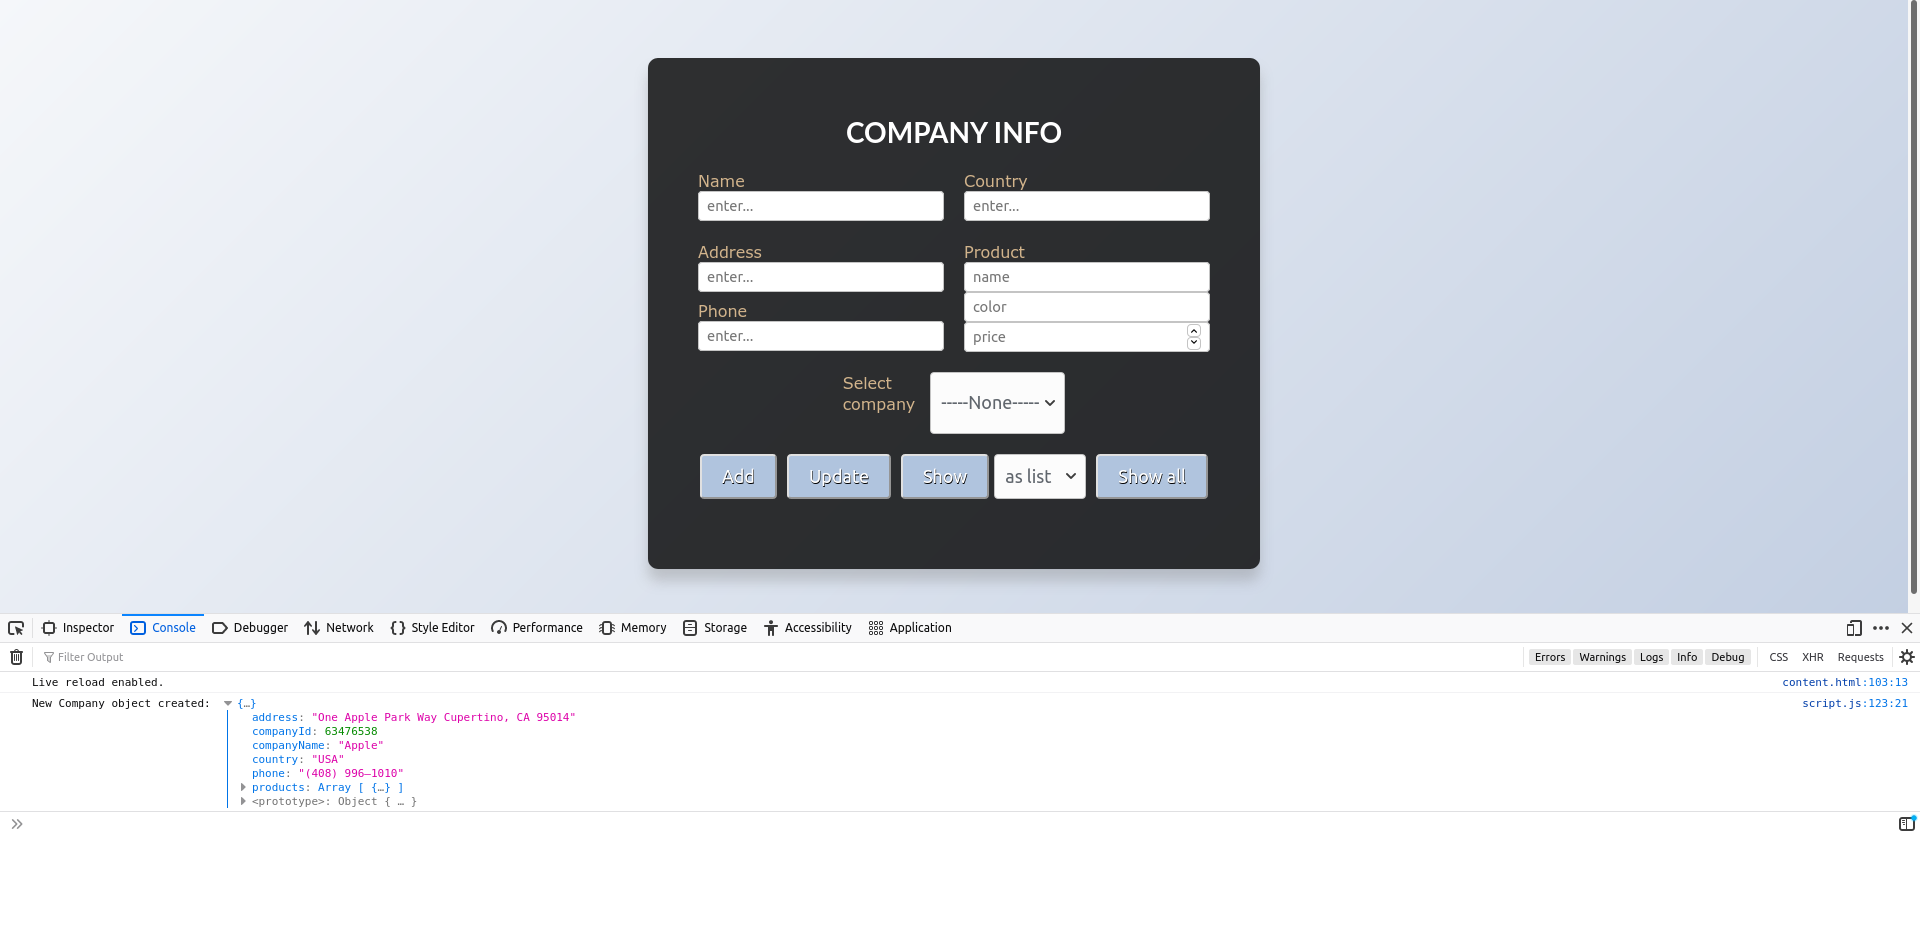 COMPANY INFO
Name
Country
enter...
enter...
Address
Product
enter...
name
color
Phone
enter...
price
Select
company
-----None-----
Add
Update
Show
as list
Show all
Inspector
Console
Debugger
Network
Style Editor
Performance
Memory
Storage
Accessibility
Application
Filter Output
Errors
Warnings
Logs
Info
Debug
CSS
XHR
Requests
Live reload enabled.
content.html:103:13
New Company object created: {…}
script.js:123:21
address: "One Apple Park Way Cupertino, CA 95014"
companyId: 63476538
companyName: "Apple"
country: "USA"
phone: "(408) 996–1010"
products: Array [ {…} ]
<prototype>: Object { … }